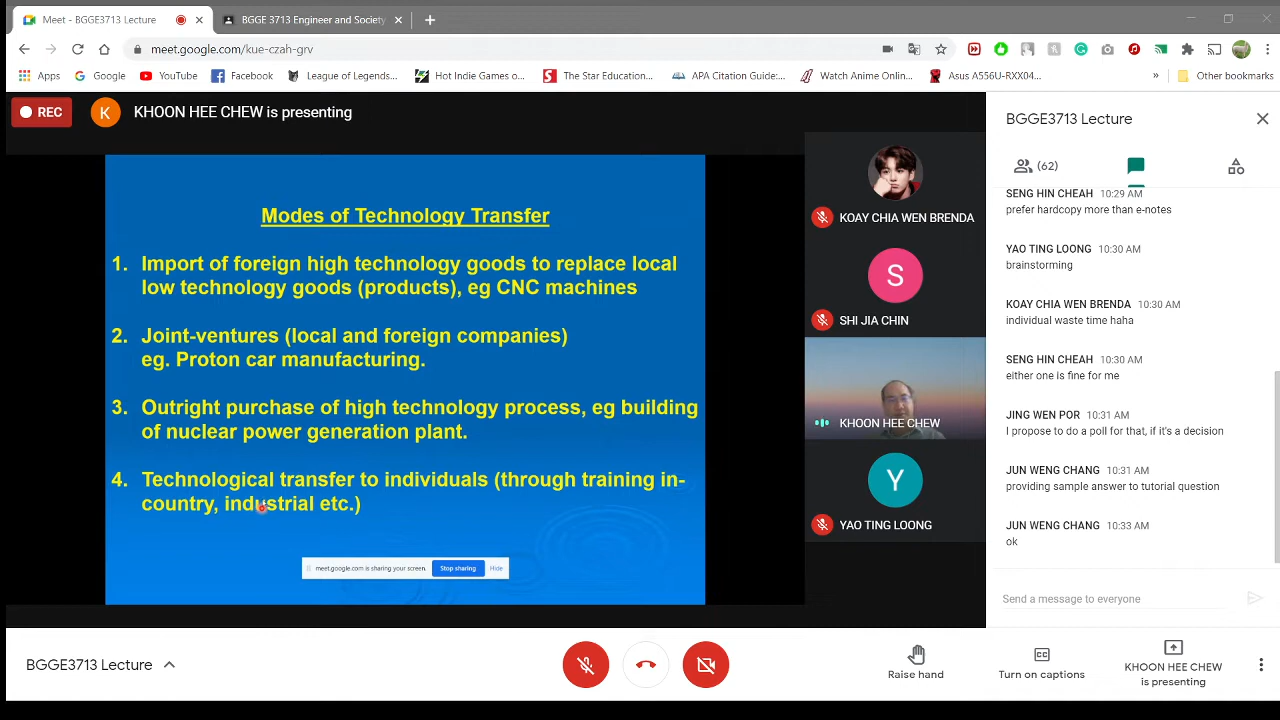 Meet - BGGE3713 Lecture
BGGE 3713 Engineer and Society
meet.google.com/kue-czah-grv
Apps
Google
YouTube
Facebook
League of Legends...
Hot Indie Games o...
The Star Education...
APA Citation Guide:...
Watch Anime Onlin...
Asus A556U-RXX04...
»
Other bookmarks
REC
K
KHOON HEE CHEW is presenting
Modes of Technology Transfer
1. Import of foreign high technology goods to replace local
low technology goods (products), eg CNC machines
2. Joint-ventures (local and foreign companies)
eg. Proton car manufacturing.
3. Outright purchase of high technology process, eg building
of nuclear power generation plant.
4. Technological transfer to individuals (through training in-
country, industrial etc.)
meet.google.com is sharing your screen.
Stop sharing
Hide
KOAY CHIA WEN BRENDA
S
SHI JIA CHIN
KHOON HEE CHEW
Y
YAO TING LOONG
BGGE3713 Lecture
(62)
SENG HIN CHEAH 10:29 AM
prefer hardcopy more than e-notes
YAO TING LOONG 10:30 AM
brainstorming
KOAY CHIA WEN BRENDA 10:30 AM
individual waste time haha
SENG HIN CHEAH 10:30 AM
either one is fine for me
JING WEN POR 10:31 AM
I propose to do a poll for that, if it's a decision
JUN WENG CHANG 10:31 AM
providing sample answer to tutorial question
JUN WENG CHANG 10:33 AM
ok
Send a message to everyone
BGGE3713 Lecture
Raise hand
CC
Turn on captions
KHOON HEE CHEW
is presenting